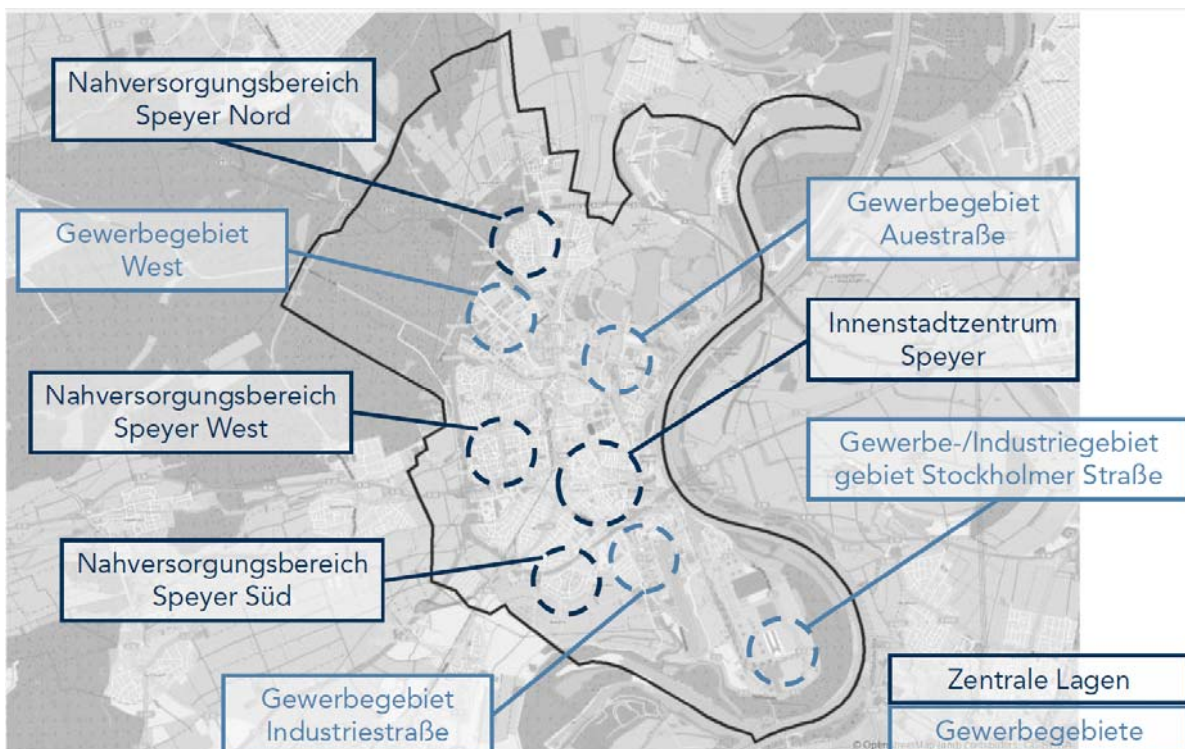 Nahversorgungsbereich
Speyer Nord
Gewerbegebiet
West
Gewerbegebiet
Auestraße
Innenstadtzentrum
Speyer
Nahversorgungsbereich
Speyer West
Gewerbe-/Industriegebiet
gebiet Stockholmer Straße
Nahversorgungsbereich
Speyer Süd
Gewerbegebiet
Industriestraße
Zentrale Lagen
Gewerbegebiete